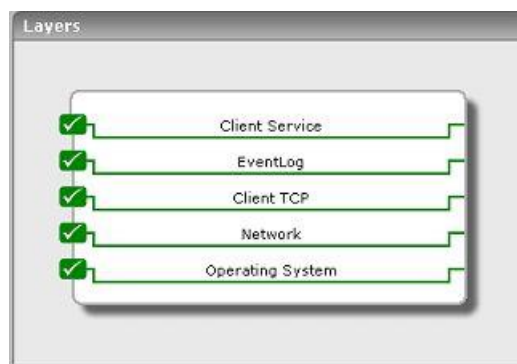 Layers
Client Service
EventLog
Client TCP
Network
Operating System